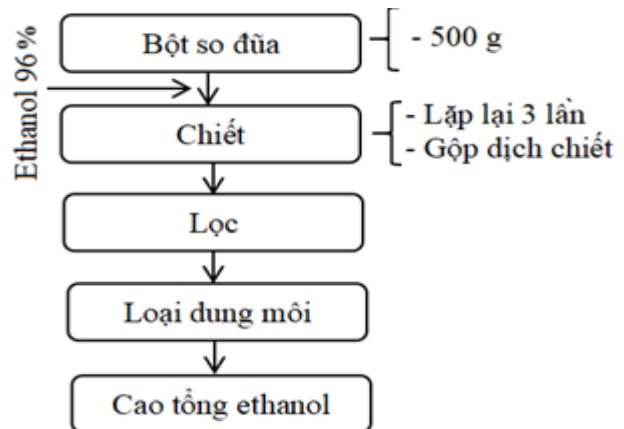 Bột so đũa
- 500 g
Ethanol 96 %
Chiết
- Lặp lại 3 lần
- Gộp dịch chiết
Lọc
Loại dung môi
Cao tổng ethanol